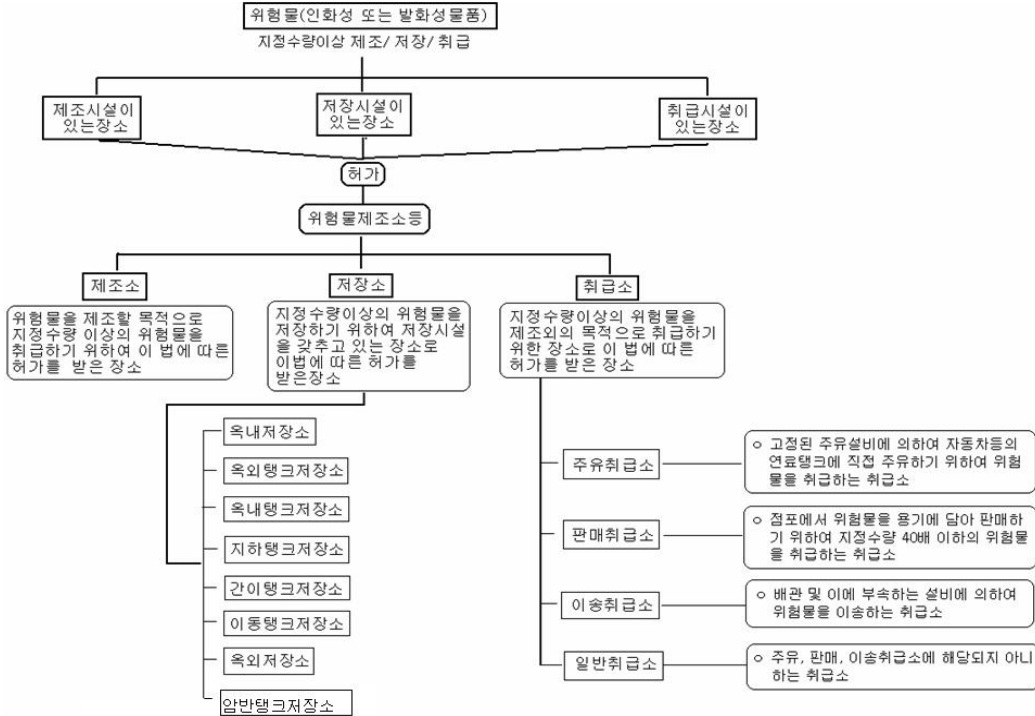 위험물(인화성 또는 발화성물품)
지정수량이상 제조/ 저장/ 취급
제조시설이
있는장소
저장시설이
있는장소
취급시설이
있는장소
허가
위험물제조소등
제조소
위험물을 제조할 목적으로
지정수량 이상의 위험물을
취급하기 위하여 이 법에 따른
허가를 받은 장소
저장소
지정수량이상의 위험물을
저장하기 위하여 저장시설
을 갖추고 있는 장소로
이법에 따른 허가를
받은장소
취급소
지정수량이상의 위험물을
제조외의 목적으로 취급하기
위한 장소로 이 법에 따른
허가를 받은 장소
옥내저장소
옥외탱크저장소
옥내탱크저장소
지하탱크저장소
간이탱크저장소
이동탱크저장소
옥외저장소
암반탱크저장소
주유취급소
o 고정된 주유설비에 의하여 자동차등의
연료탱크에 직접 주유하기 위하여 위험
물을 취급하는 취급소
판매취급소
o 점포에서 위험물을 용기에 담아 판매하
기 위하여 지정수량 40배 이하의 위험물
을 취급하는 취급소
이송취급소
o 배관 및 이에 부속하는 설비에 의하여
위험물을 이송하는 취급소
일반취급소
o 주유, 판매, 이송취급소에 해당되지 아니
하는 취급소